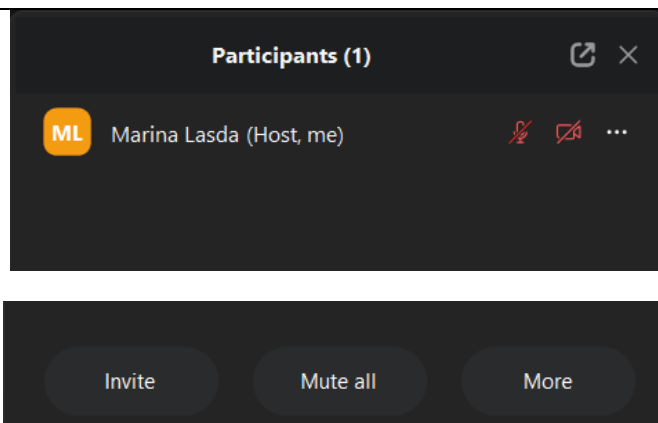 Participants (1)
ML Marina Lasda (Host, me)
Invite Mute all More